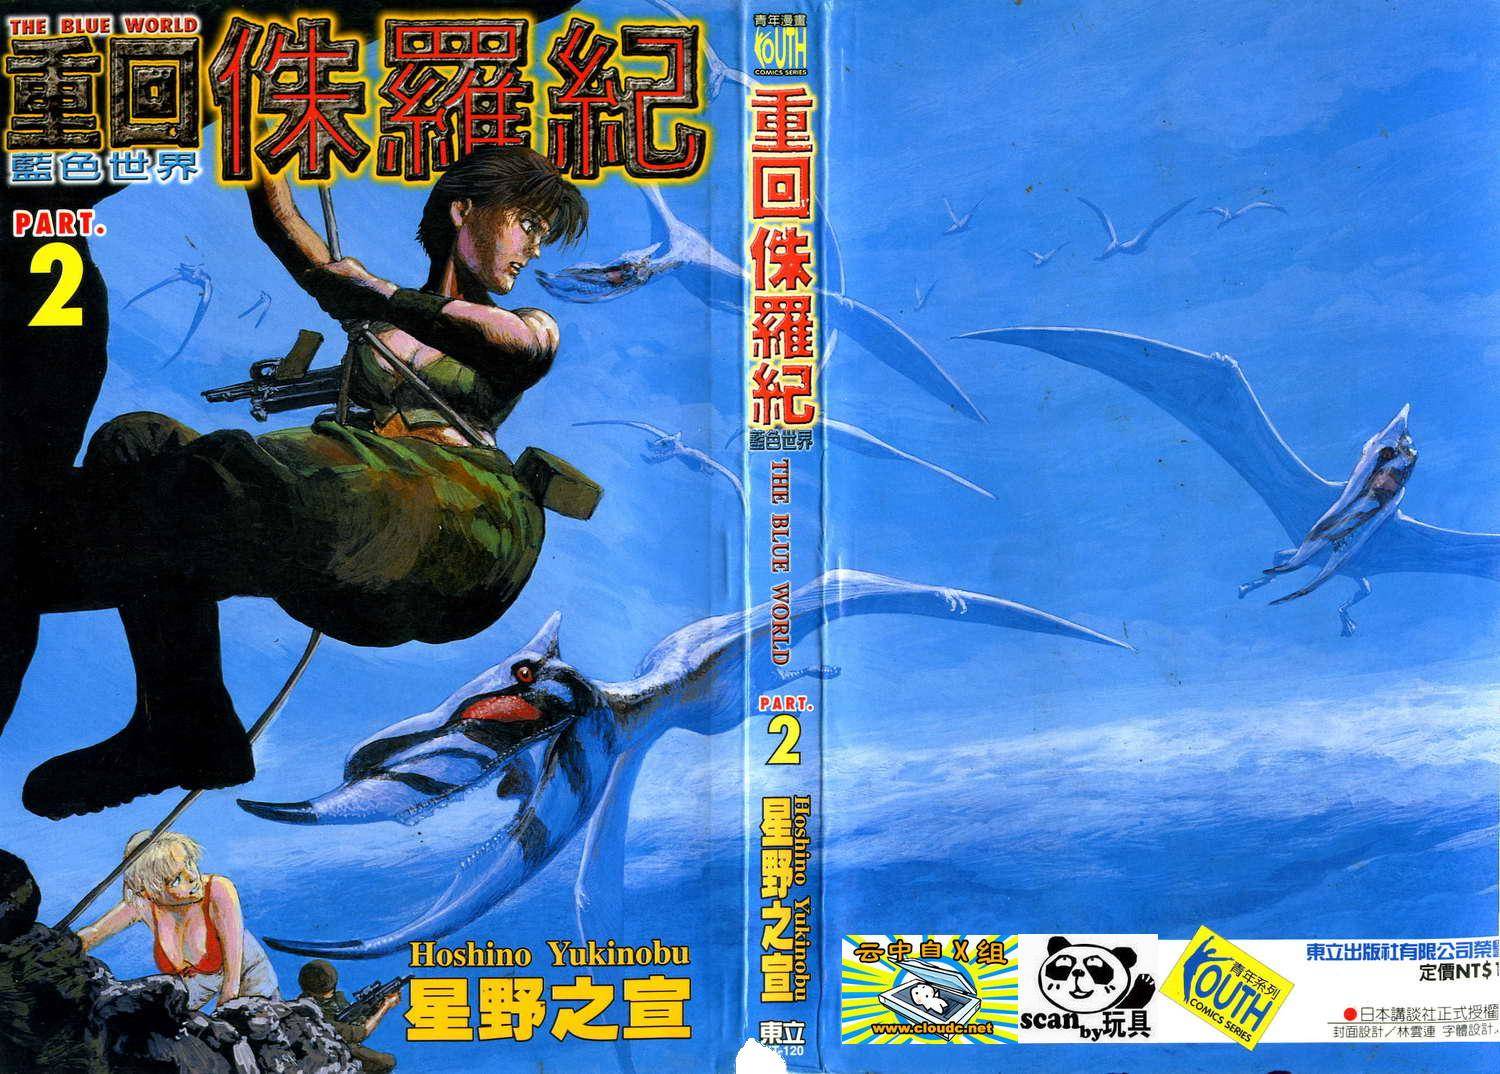 THE BLUE WORLD
重回侏羅紀
藍色世界
PART.
2
Hoshino Yukinobu
星野之宣
青年漫畫
YOUTH
COMICS SERIES
重回侏羅紀
藍色世界
THE BLUE WORLD
PART.
2
Hoshino Yukinobu
星野之宣
東立
120
云中自X组
www.cloudc.net
scan by玩具
青年系列
YOUTH
COMICS SERIES
東立出版社有限公司榮譽
定價NT$1
●日本講談社正式授權
封面設計／林雲連 字體設計